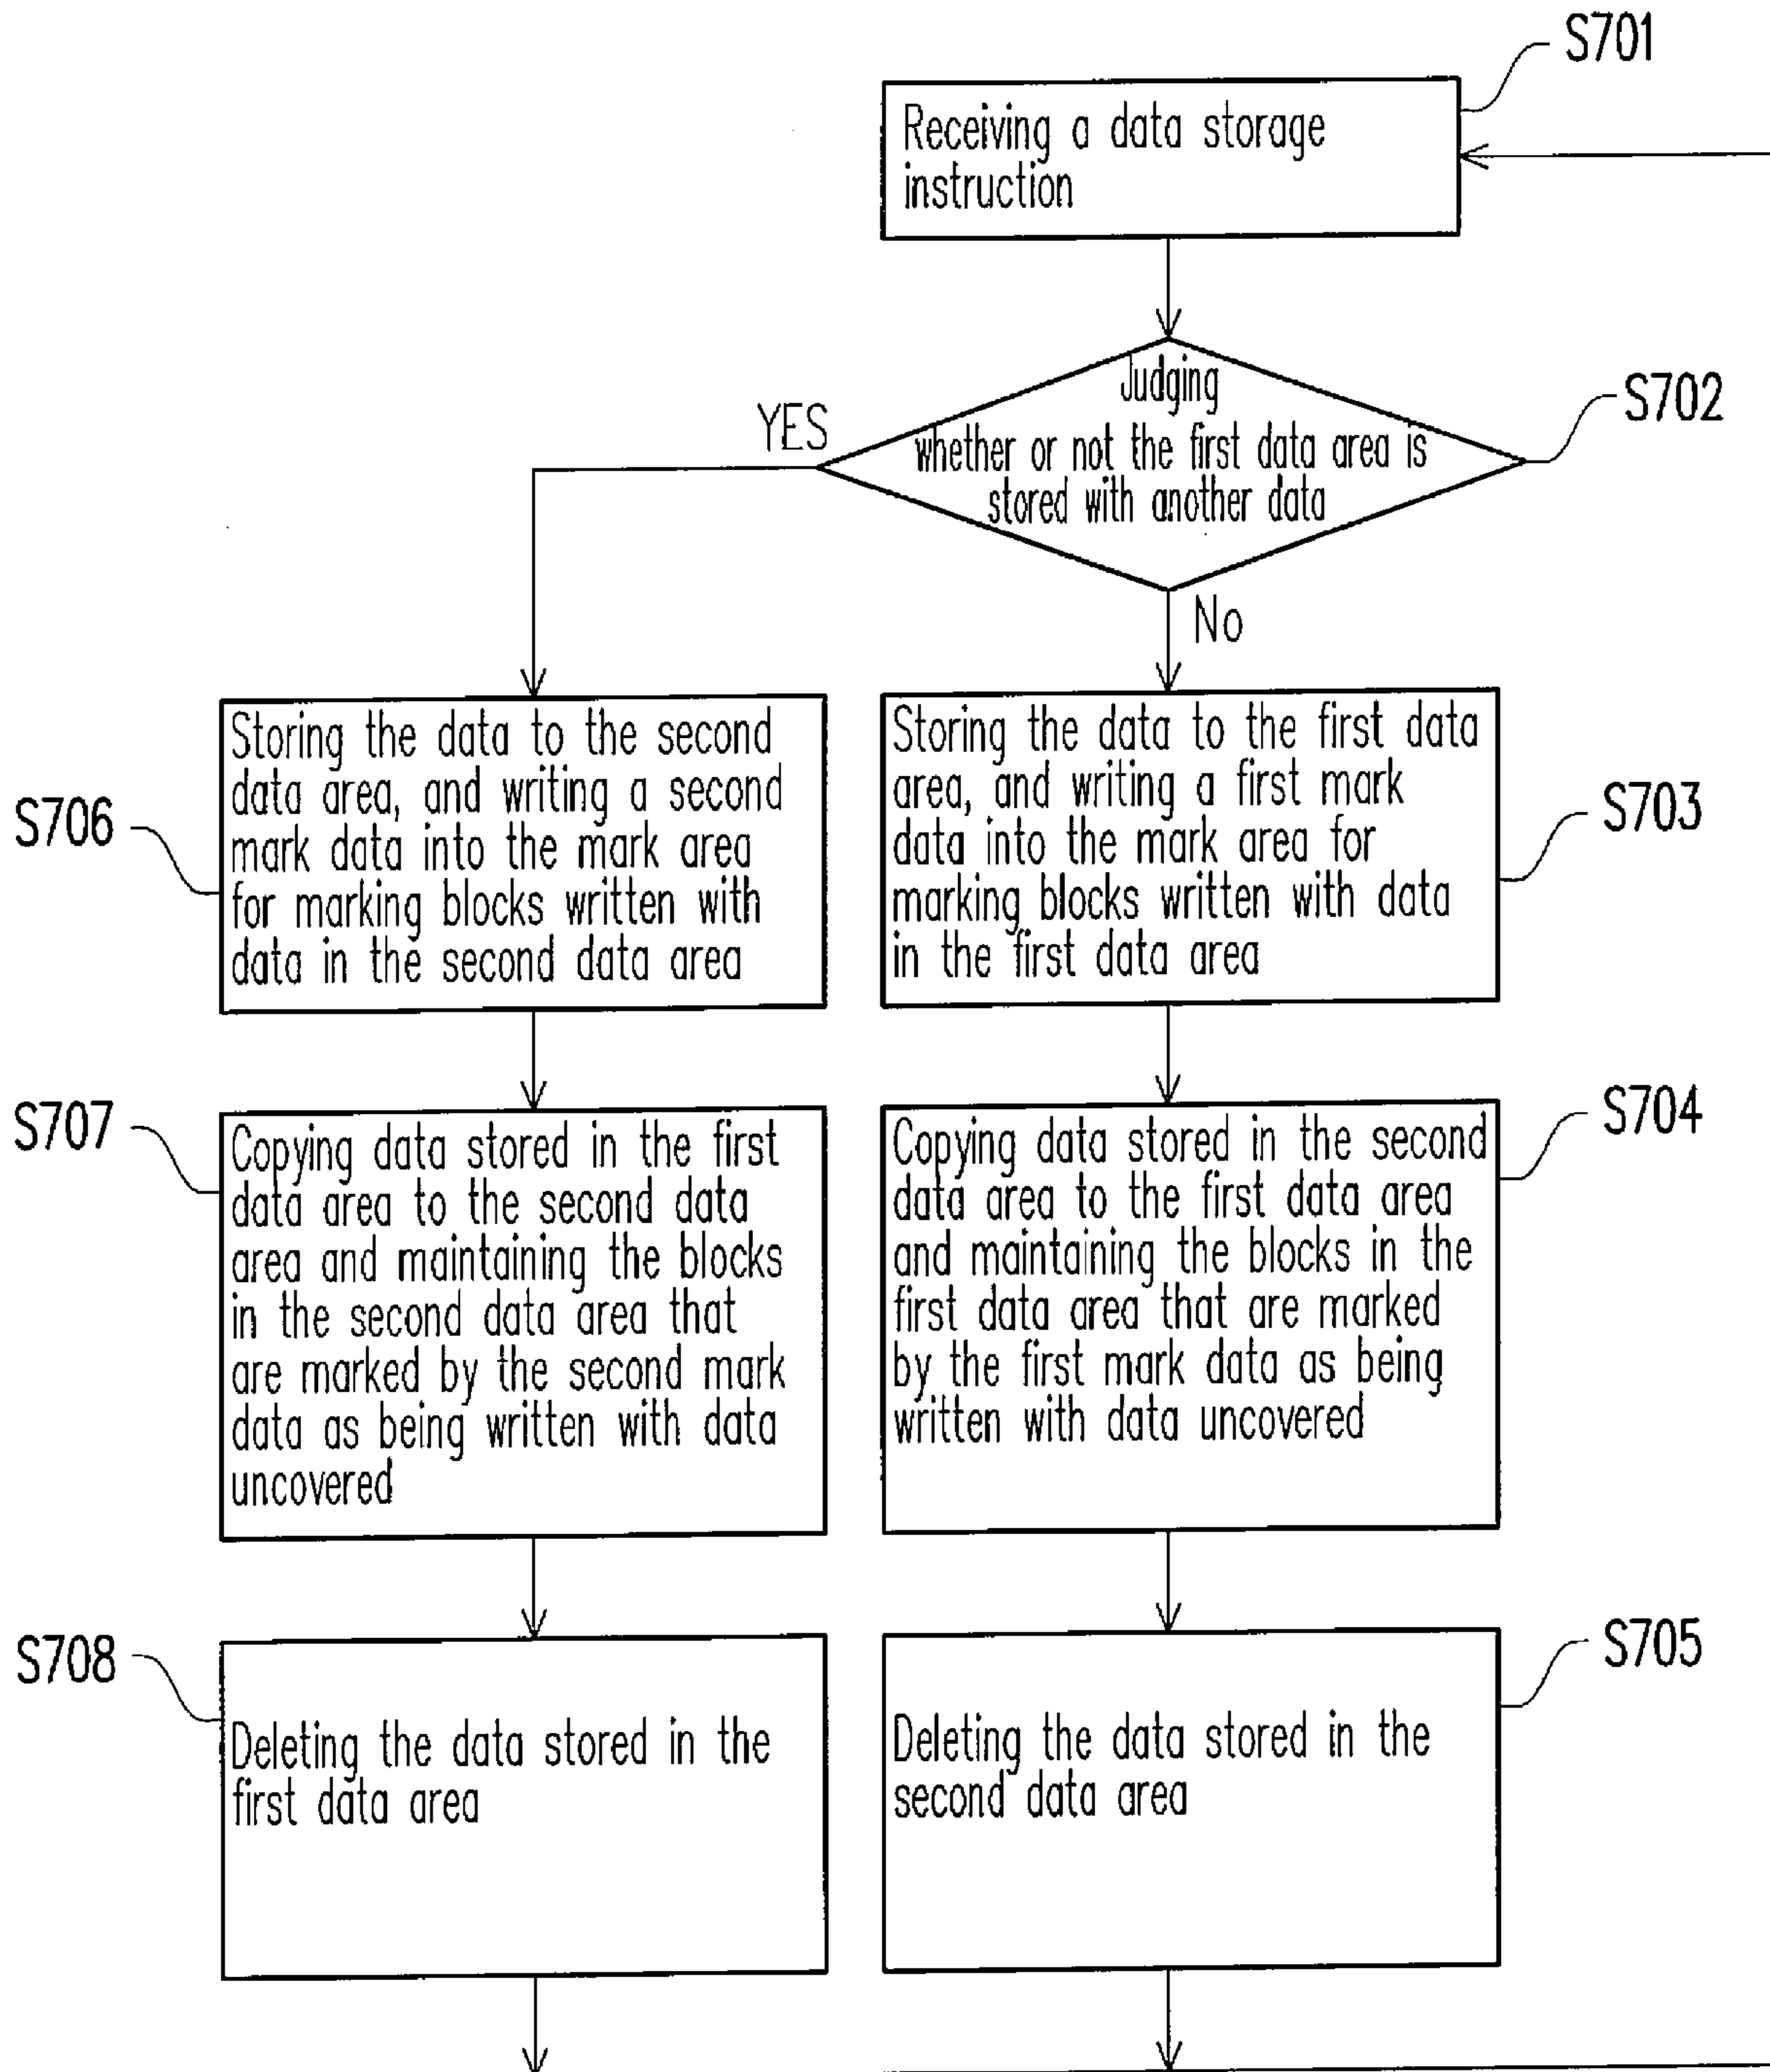 S701
Receiving a data storage
instruction
S702
Judging
whether or not the first data area is
stored with another data
YES
No
S706
Storing the data to the second
data area, and writing a second
mark data into the mark area
for marking blocks written with
data in the second data area
Storing the data to the first data
area, and writing a first mark
data into the mark area for
marking blocks written with data
in the first data area
S703
S707
Copying data stored in the first
data area to the second data
area and maintaining the blocks
in the second data area that
are marked by the second mark
data as being written with data
uncovered
Copying data stored in the second
data area to the first data area
and maintaining the blocks in the
first data area that are marked
by the first mark data as being
written with data uncovered
S704
S708
Deleting the data stored in the
first data area
Deleting the data stored in the
second data area
S705